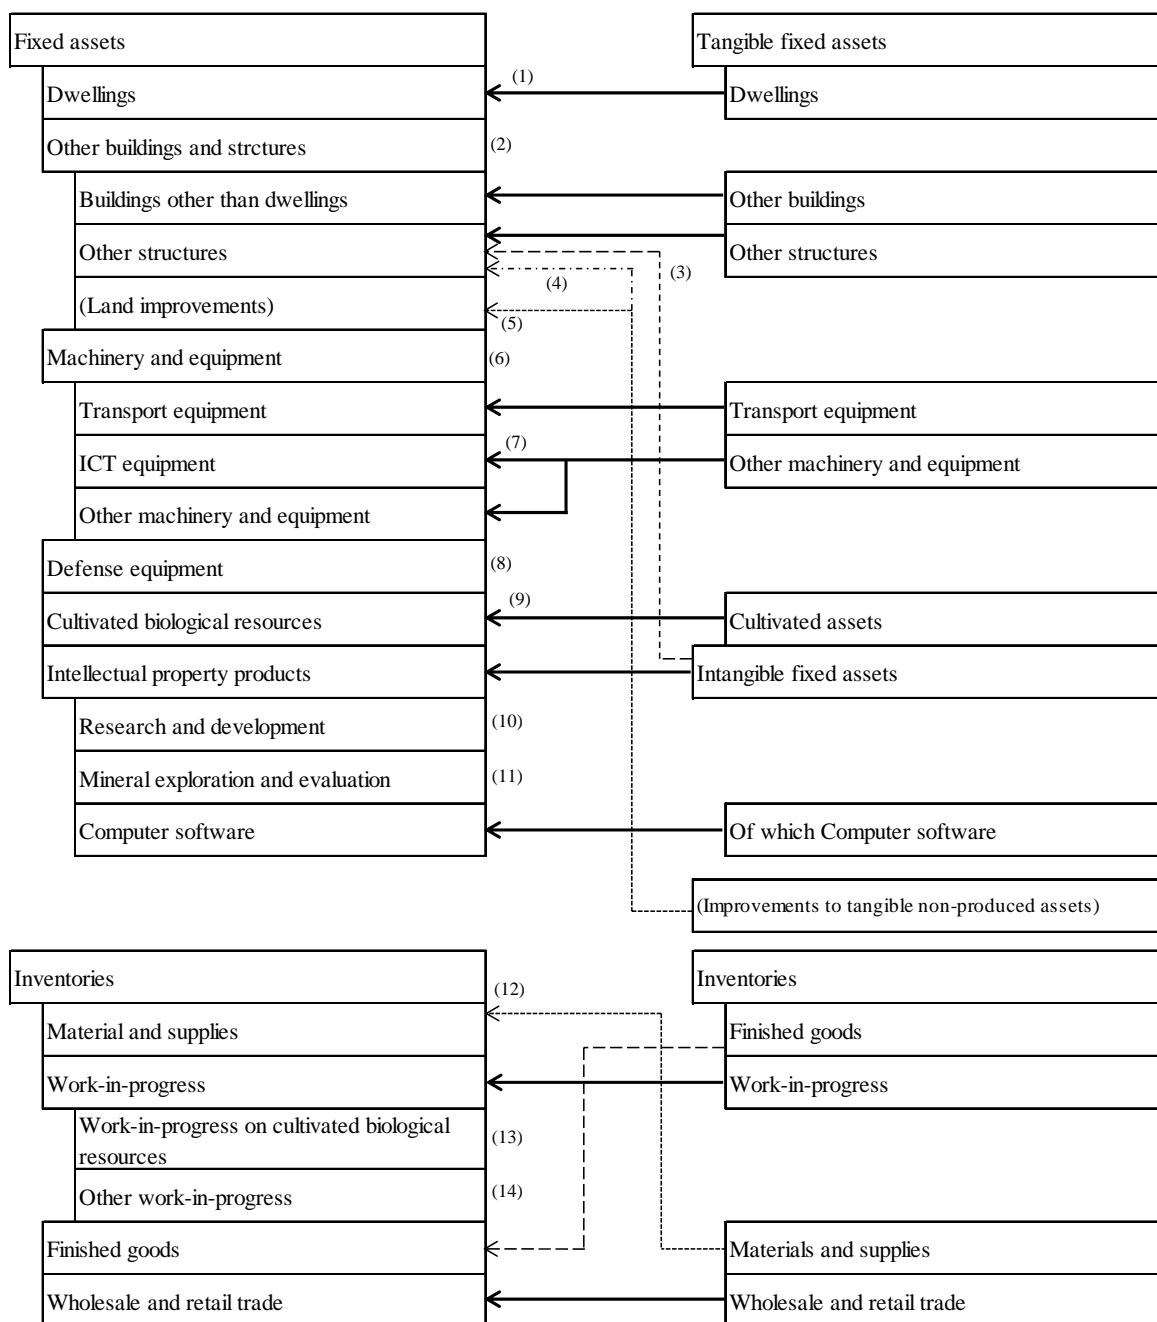 Fixed assets
Tangible fixed assets
(1)
Dwellings
Dwellings
Other buildings and strctures
(2)
Buildings other than dwellings
Other buildings
Other structures
Other structures
(3)
(4)
(Land improvements)
(5)
Machinery and equipment
(6)
Transport equipment
Transport equipment
(7)
ICT equipment
Other machinery and equipment
Other machinery and equipment
Defense equipment
(8)
(9)
Cultivated biological resources
Cultivated assets
Intellectual property products
Intangible fixed assets
Research and development
(10)
Mineral exploration and evaluation
(11)
Computer software
Of which Computer software
(Improvements to tangible non-produced assets)
Inventories
Inventories
(12)
Material and supplies
Finished goods
Work-in-progress
Work-in-progress
Work-in-progress on cultivated biological
resources
(13)
Other work-in-progress
(14)
Finished goods
Materials and supplies
Wholesale and retail trade
Wholesale and retail trade